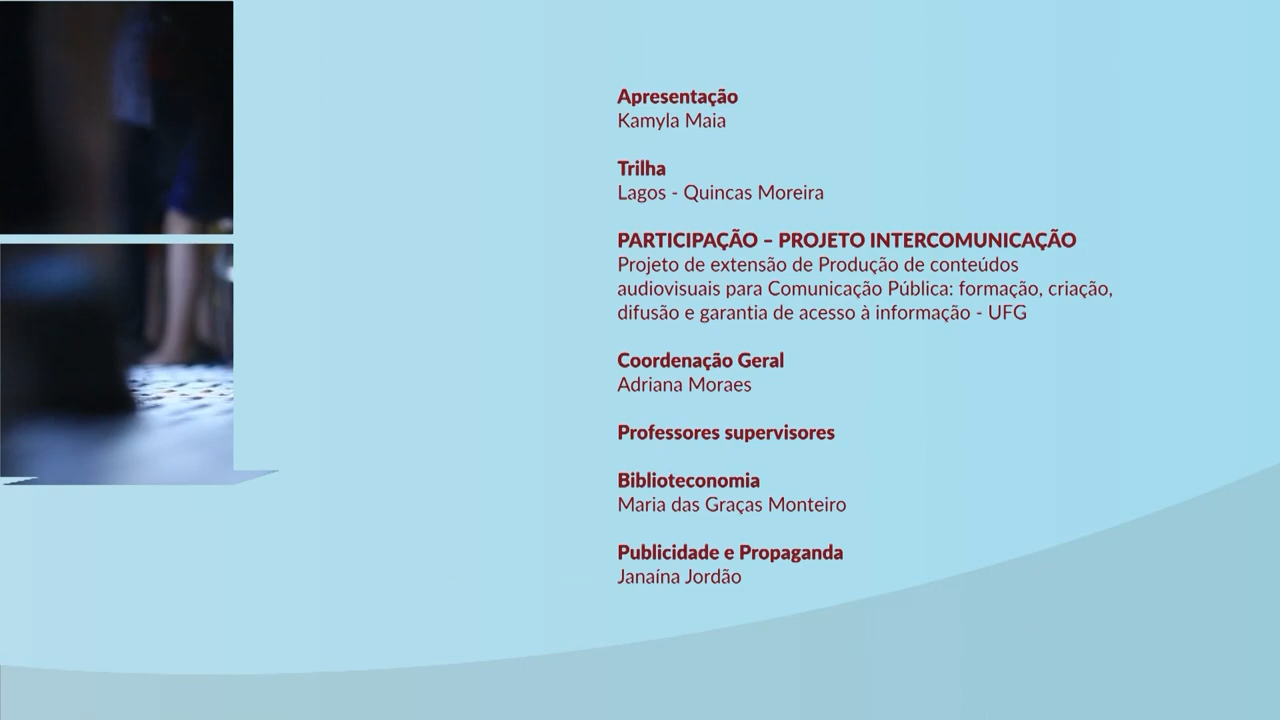 Apresentação
Kamyla Maia
Trilha
Lagos - Quincas Moreira
PARTICIPAÇÃO – PROJETO INTERCOMUNICAÇÃO
Projeto de extensão de Produção de conteúdos
audiovisuais para Comunicação Pública: formação, criação,
difusão e garantia de acesso à informação - UFG
Coordenação Geral
Adriana Moraes
Professores supervisores
Biblioteconomia
Maria das Graças Monteiro
Publicidade e Propaganda
Janaína Jordão